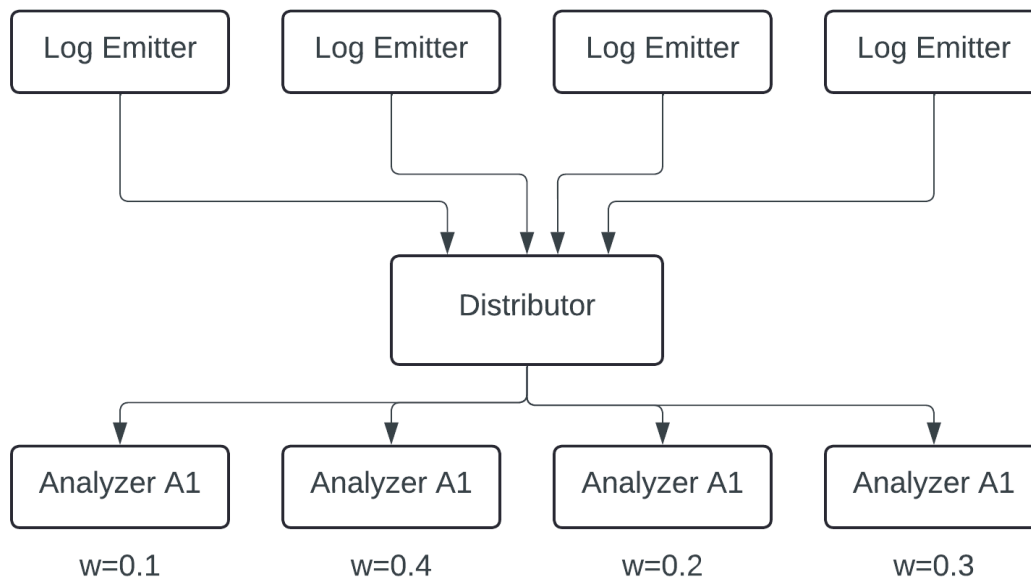 Log Emitter
Log Emitter
Log Emitter
Log Emitter
Distributor
Analyzer A1
Analyzer A1
Analyzer A1
Analyzer A1
w=0.1
w=0.4
w=0.2
w=0.3